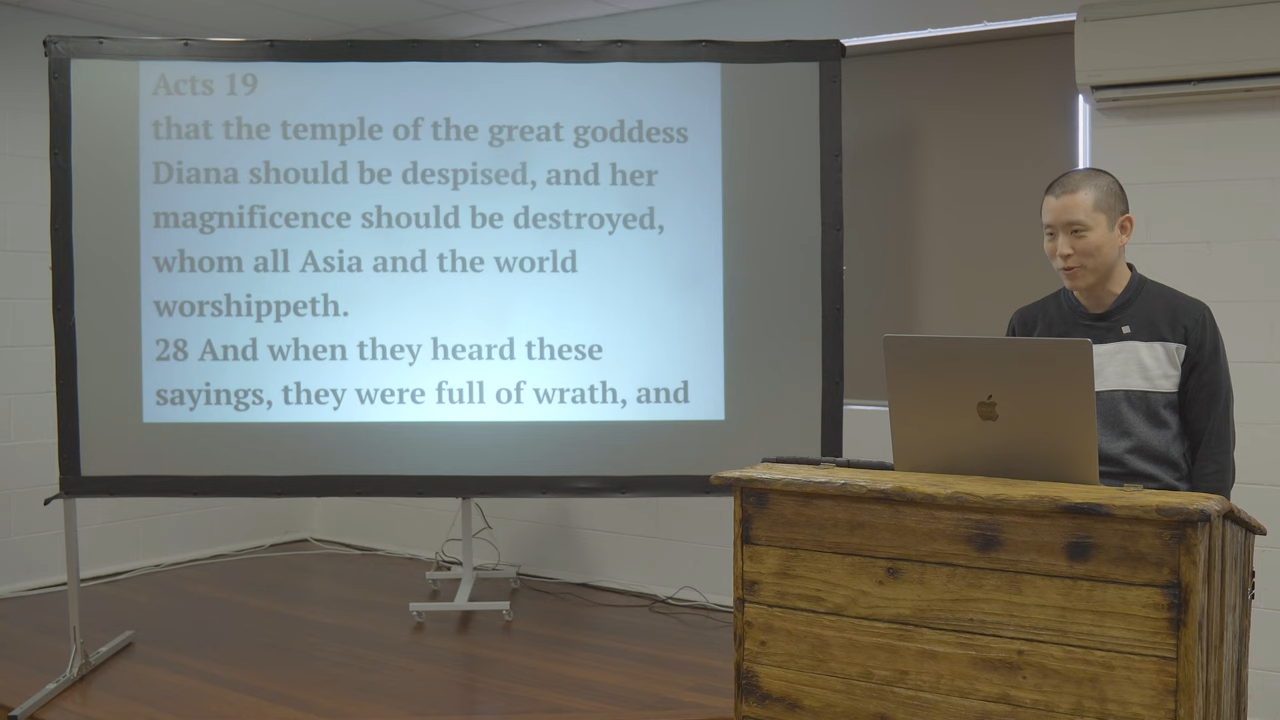 Acts 19
that the temple of the great goddess
Diana should be despised, and her
magnificence should be destroyed,
whom all Asia and the world
worshippeth.
28 And when they heard these
sayings, they were full of wrath, and